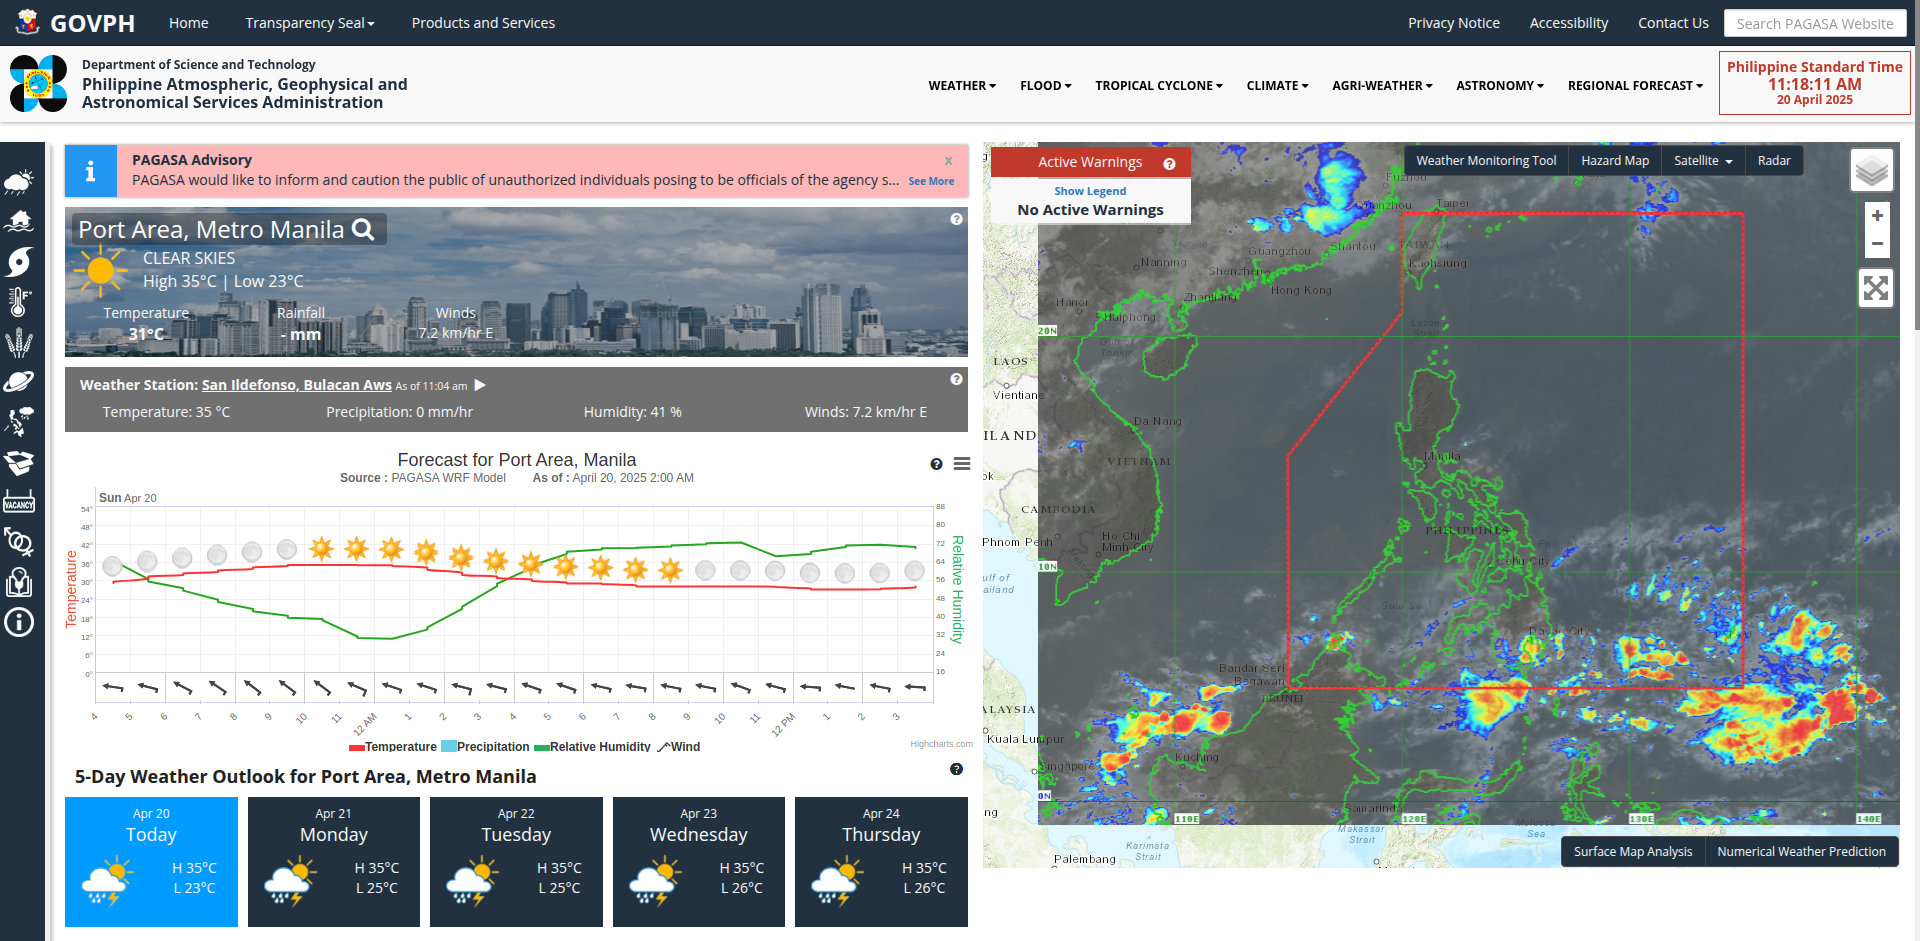 GOVPH
Home
Transparency Seal
Products and Services
Privacy Notice
Accessibility
Contact Us
Search PAGASA Website
Department of Science and Technology
Philippine Atmospheric, Geophysical and
Astronomical Services Administration
WEATHER
FLOOD
TROPICAL CYCLONE
CLIMATE
AGRI-WEATHER
ASTRONOMY
REGIONAL FORECAST
Philippine Standard Time
11:18:11 AM
20 April 2025
VACANCY
PAGASA Advisory
x
PAGASA would like to inform and caution the public of unauthorized individuals posing to be officials of the agency s... See More
Port Area, Metro Manila
CLEAR SKIES
High 35°C | Low 23°C
Temperature
Rainfall
Winds
31°C
- mm
7.2 km/hr E
Weather Station: San Ildefonso, Bulacan Aws As of 11:04 am
Temperature: 35 °C
Precipitation: 0 mm/hr
Humidity: 41 %
Winds: 7.2 km/hr E
Forecast for Port Area, Manila
Source : PAGASA WRF Model As of : April 20, 2025 2:00 AM
Sun Apr 20
54°
48°
42°
36°
30°
24°
18°
12°
6°
0°
Temperature
88
80
72
64
56
48
40
32
24
16
Relative Humidity
4 5 6 7 8 9 10 11 12 AM 1 2 3 4 5 6 7 8 9 10 11 12 PM 1 2 3
Temperature Precipitation Relative Humidity Wind
Highcharts.com
5-Day Weather Outlook for Port Area, Metro Manila
Apr 20
Today
H 35°C
L 23°C
Apr 21
Monday
H 35°C
L 25°C
Apr 22
Tuesday
H 35°C
L 25°C
Apr 23
Wednesday
H 35°C
L 26°C
Apr 24
Thursday
H 35°C
L 26°C
Active Warnings
Show Legend
No Active Warnings
Weather Monitoring Tool
Hazard Map
Satellite
Radar
+
−
Fuzhou
Quanzhou
Taipei
TAIWAN
Kaohsiung
Guangzhou
Shantou
Nanning
Shenzhen
Hong Kong
Zhanjiang
Hanoi
Haiphong
Gulf of
Tonkin
Luzon
Strait
20N
LAOS
Vientiane
Da Nang
ILAND
VIETNAM
Manila
ok
CAMBODIA
PHILIPPINES
Phnom Penh
Ho Chi
Minh City
Cebu City
10N
ulf of
ailand
Sulu Sea
Davao City
Bandar Seri
Begawan
BRUNEI
ALAYSIA
Kuala Lumpur
Kuching
Singapore
0N
Samarinda
ng
110E
120E
130E
140E
Makassar
Strait
Molucca
Sea
Karimata
Strait
Palembang
Surface Map Analysis
Numerical Weather Prediction